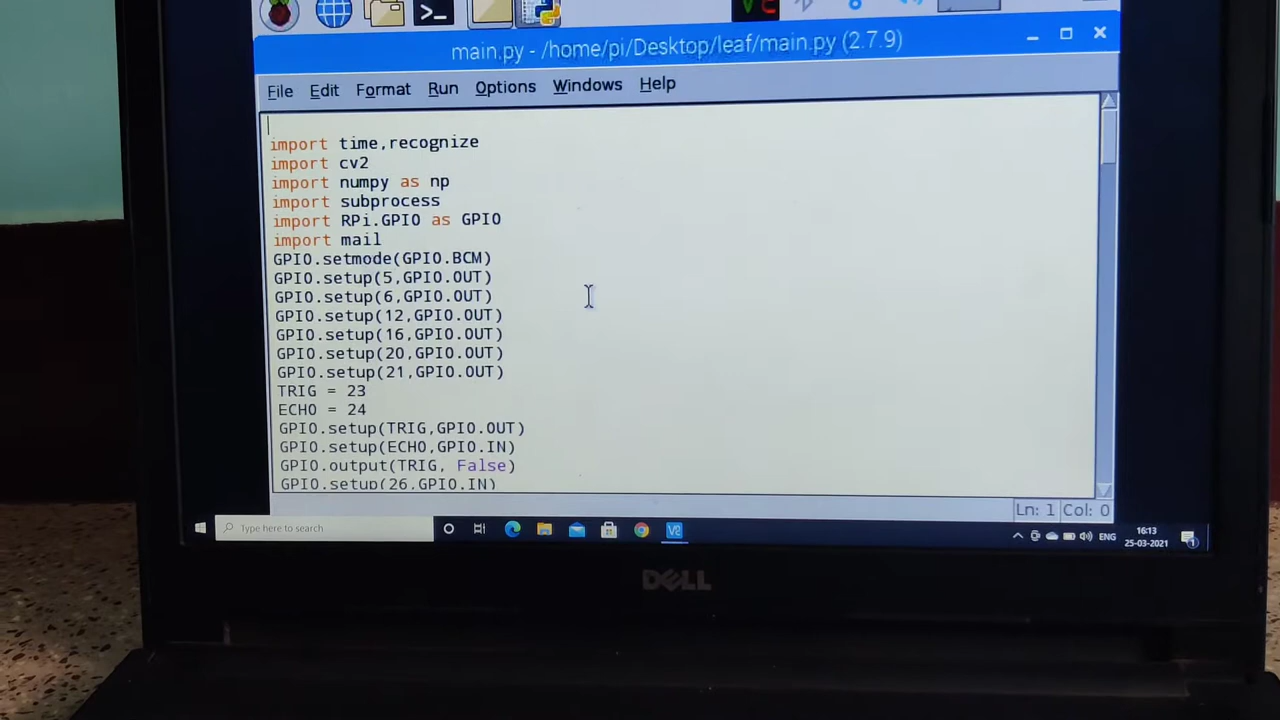 main.py - /home/pi/Desktop/leaf/main.py (2.7.9)
File Edit Format Run Options Windows Help
import time,recognize
import cv2
import numpy as np
import subprocess
import RPi.GPIO as GPIO
import mail
GPIO.setmode(GPIO.BCM)
GPIO.setup(5,GPIO.OUT)
GPIO.setup(6,GPIO.OUT)
GPIO.setup(12,GPIO.OUT)
GPIO.setup(16,GPIO.OUT)
GPIO.setup(20,GPIO.OUT)
GPIO.setup(21,GPIO.OUT)
TRIG = 23
ECHO = 24
GPIO.setup(TRIG,GPIO.OUT)
GPIO.setup(ECHO,GPIO.IN)
GPIO.output(TRIG, False)
GPIO.setup(26,GPIO.IN)
Ln: 1 Col: 0
Type here to search
ENG
16:13
25-03-2021
DELL